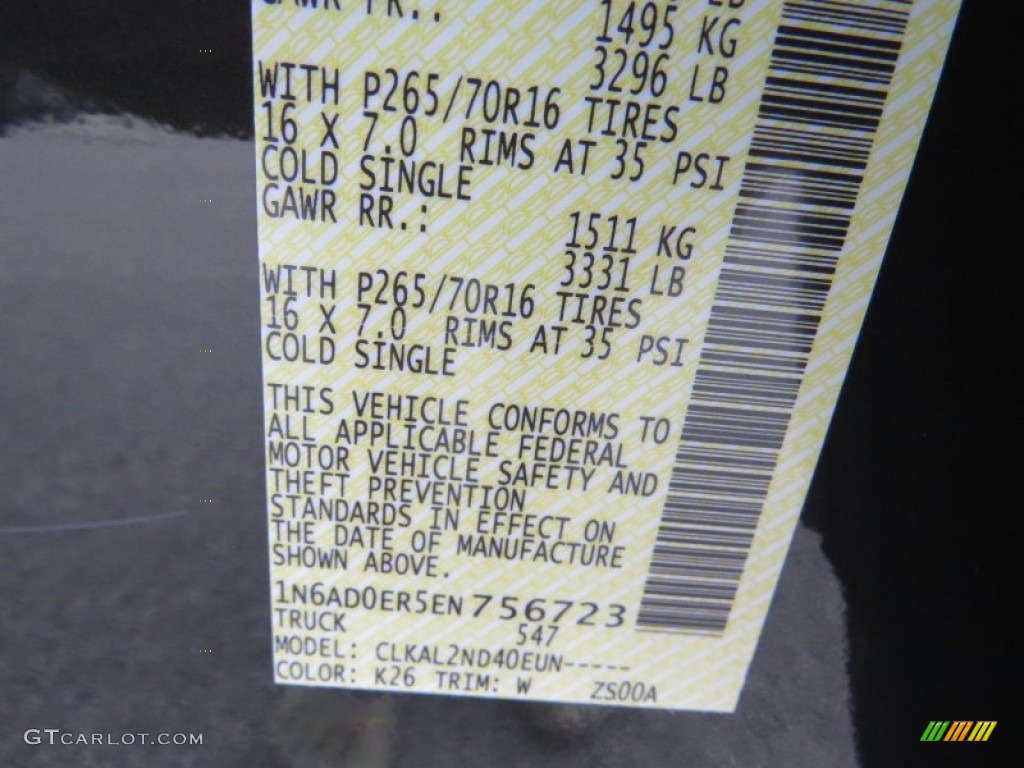 GAWR FR.:
1495 KG
3296 LB
WITH P265/70R16 TIRES
16 X 7.0 RIMS AT 35 PSI
COLD SINGLE
GAWR RR.:
1511 KG
3331 LB
WITH P265/70R16 TIRES
16 X 7.0 RIMS AT 35 PSI
COLD SINGLE
THIS VEHICLE CONFORMS TO
ALL APPLICABLE FEDERAL
MOTOR VEHICLE SAFETY AND
THEFT PREVENTION
STANDARDS IN EFFECT ON
THE DATE OF MANUFACTURE
SHOWN ABOVE.
1N6AD0ER5EN756723
TRUCK 547
MODEL: CLKAL2ND40EUN-----
COLOR: K26 TRIM: W ZS00A
GTCARLOT.COM